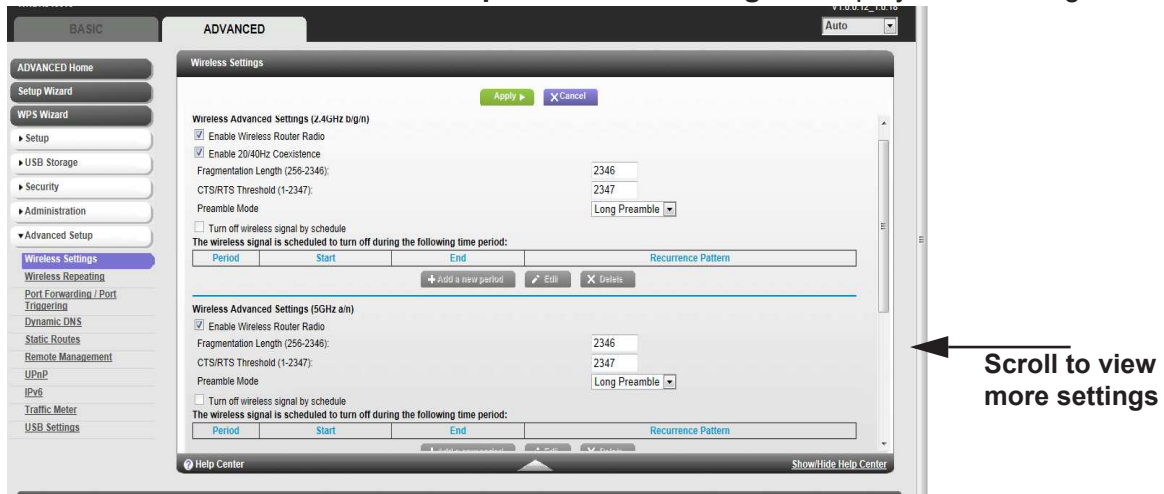 V1.0.0.12_1.0.18
BASIC
ADVANCED
Auto
ADVANCED Home
Setup Wizard
WPS Wizard
Setup
USB Storage
Security
Administration
Advanced Setup
Wireless Settings
Wireless Repeating
Port Forwarding / Port
Triggering
Dynamic DNS
Static Routes
Remote Management
UPnP
IPv6
Traffic Meter
USB Settings
Wireless Settings
Apply
X Cancel
Wireless Advanced Settings (2.4GHz b/g/n)
Enable Wireless Router Radio
Enable 20/40Hz Coexistence
Fragmentation Length (256-2346): 2346
CTS/RTS Threshold (1-2347): 2347
Preamble Mode Long Preamble
Turn off wireless signal by schedule
The wireless signal is scheduled to turn off during the following time period:
Period Start End Recurrence Pattern
+ Add a new period Edit X Delete
Wireless Advanced Settings (5GHz a/n)
Enable Wireless Router Radio
Fragmentation Length (256-2346): 2346
CTS/RTS Threshold (1-2347): 2347
Preamble Mode Long Preamble
Turn off wireless signal by schedule
The wireless signal is scheduled to turn off during the following time period:
Period Start End Recurrence Pattern
Help Center
Show/Hide Help Center
Scroll to view
more settings